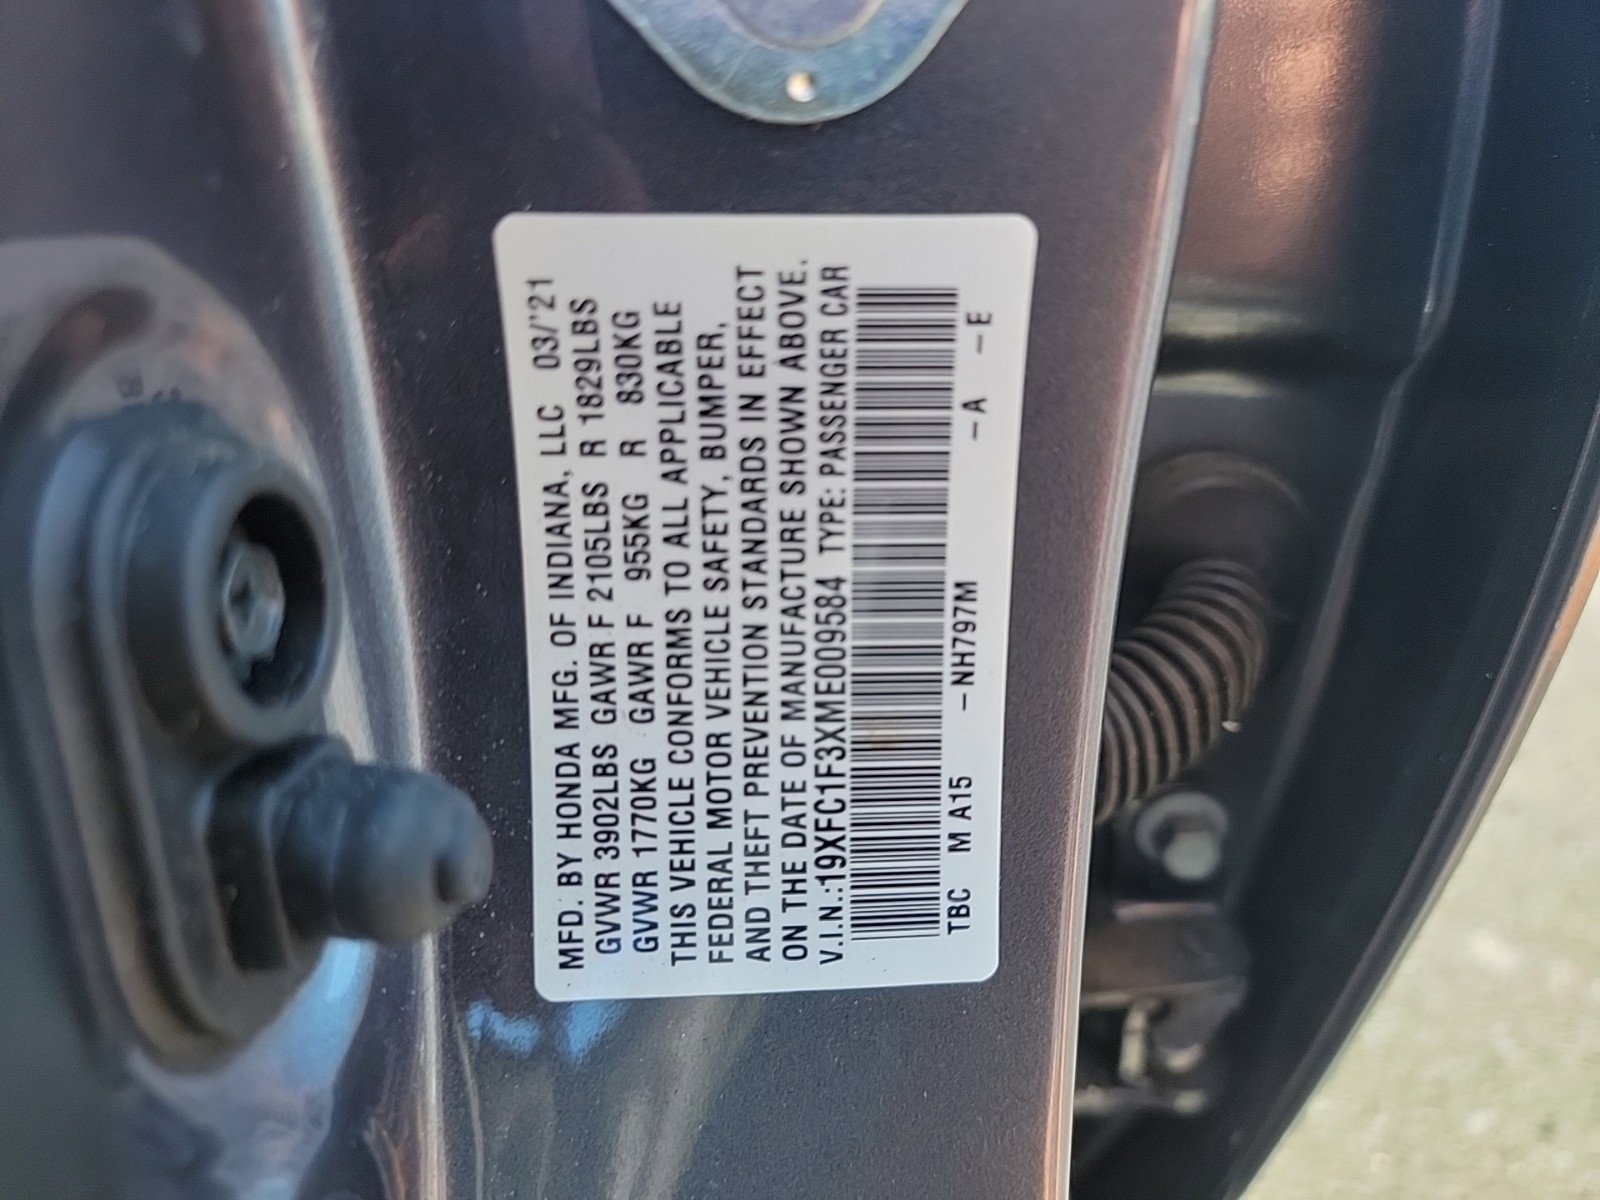 MFD. BY HONDA MFG. OF INDIANA, LLC 03/'21
GVWR 3902LBS GAWR F 2105LBS R 1829LBS
GVWR 1770KG GAWR F 955KG R 830KG
THIS VEHICLE CONFORMS TO ALL APPLICABLE
FEDERAL MOTOR VEHICLE SAFETY, BUMPER,
AND THEFT PREVENTION STANDARDS IN EFFECT
ON THE DATE OF MANUFACTURE SHOWN ABOVE.
V.I.N.:19XFC1F3XME009584 TYPE: PASSENGER CAR
TBC M A15 -NH797M -A -E